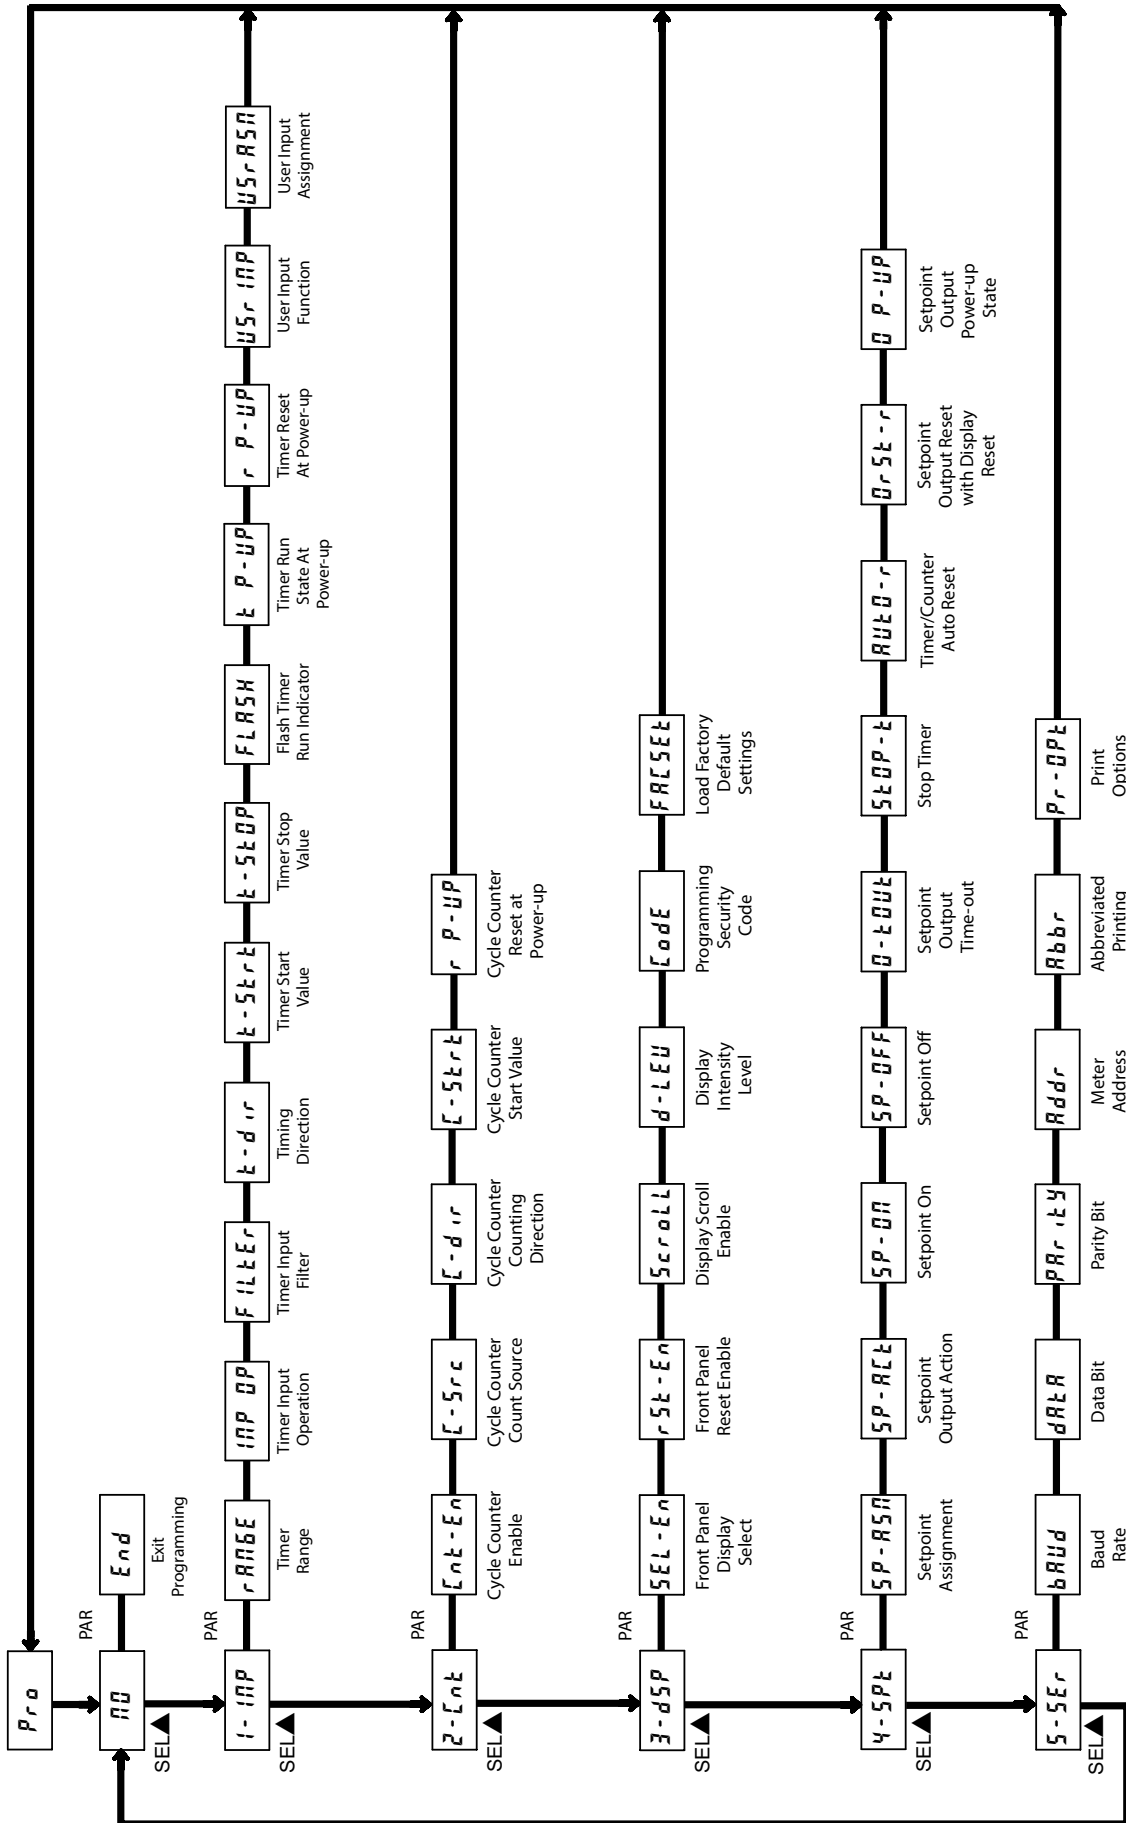 Pro
NO
PAR
End
Exit
Programming
SEL▲
1-INP
PAR
rANGE
Timer
Range
INP OP
Timer Input
Operation
FILtEr
Timer Input
Filter
t-dir
Timing
Direction
t-Strt
Timer Start
Value
t-StOP
Timer Stop
Value
FLASH
Flash Timer
Run Indicator
t P-UP
Timer Run
State At
Power-up
r P-UP
Timer Reset
At Power-up
USr INP
User Input
Function
USrASN
User Input
Assignment
SEL▲
2-Cnt
PAR
Cnt-En
Cycle Counter
Enable
C-Src
Cycle Counter
Count Source
C-dir
Cycle Counter
Counting
Direction
C-Strt
Cycle Counter
Start Value
r P-UP
Cycle Counter
Reset at
Power-up
SEL▲
3-dSP
PAR
SEL-En
Front Panel
Display
Select
rSt-En
Front Panel
Reset Enable
ScroLL
Display Scroll
Enable
d-LEV
Display
Intensity
Level
CodE
Programming
Security
Code
FACSEt
Load Factory
Default
Settings
SEL▲
4-SPt
PAR
SP-ASN
Setpoint
Assignment
SP-ACt
Setpoint
Output Action
SP-ON
Setpoint On
SP-OFF
Setpoint Off
O-tOUt
Setpoint
Output
Time-out
StOP-t
Stop Timer
AUtO-r
Timer/Counter
Auto Reset
OrSt-r
Setpoint
Output Reset
with Display
Reset
O P-UP
Setpoint
Output
Power-up
State
SEL▲
5-SEr
PAR
bAUd
Baud
Rate
dAtA
Data Bit
PAritY
Parity Bit
Addr
Meter
Address
Abbr
Abbreviated
Printing
Pr-OPt
Print
Options
SEL▲